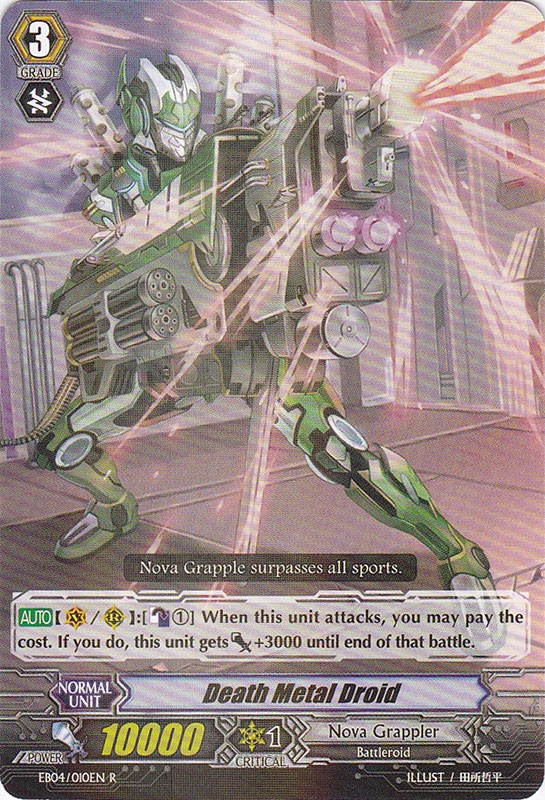 3
GRADE
Nova Grapple surpasses all sports.
AUTO【V/R】:[①] When this unit attacks, you may pay the
cost. If you do, this unit gets +3000 until end of that battle.
NORMAL
UNIT
Death Metal Droid
POWER
10000
1
CRITICAL
Nova Grappler
Battleroid
EB04/010EN R
ILLUST / 田所哲平